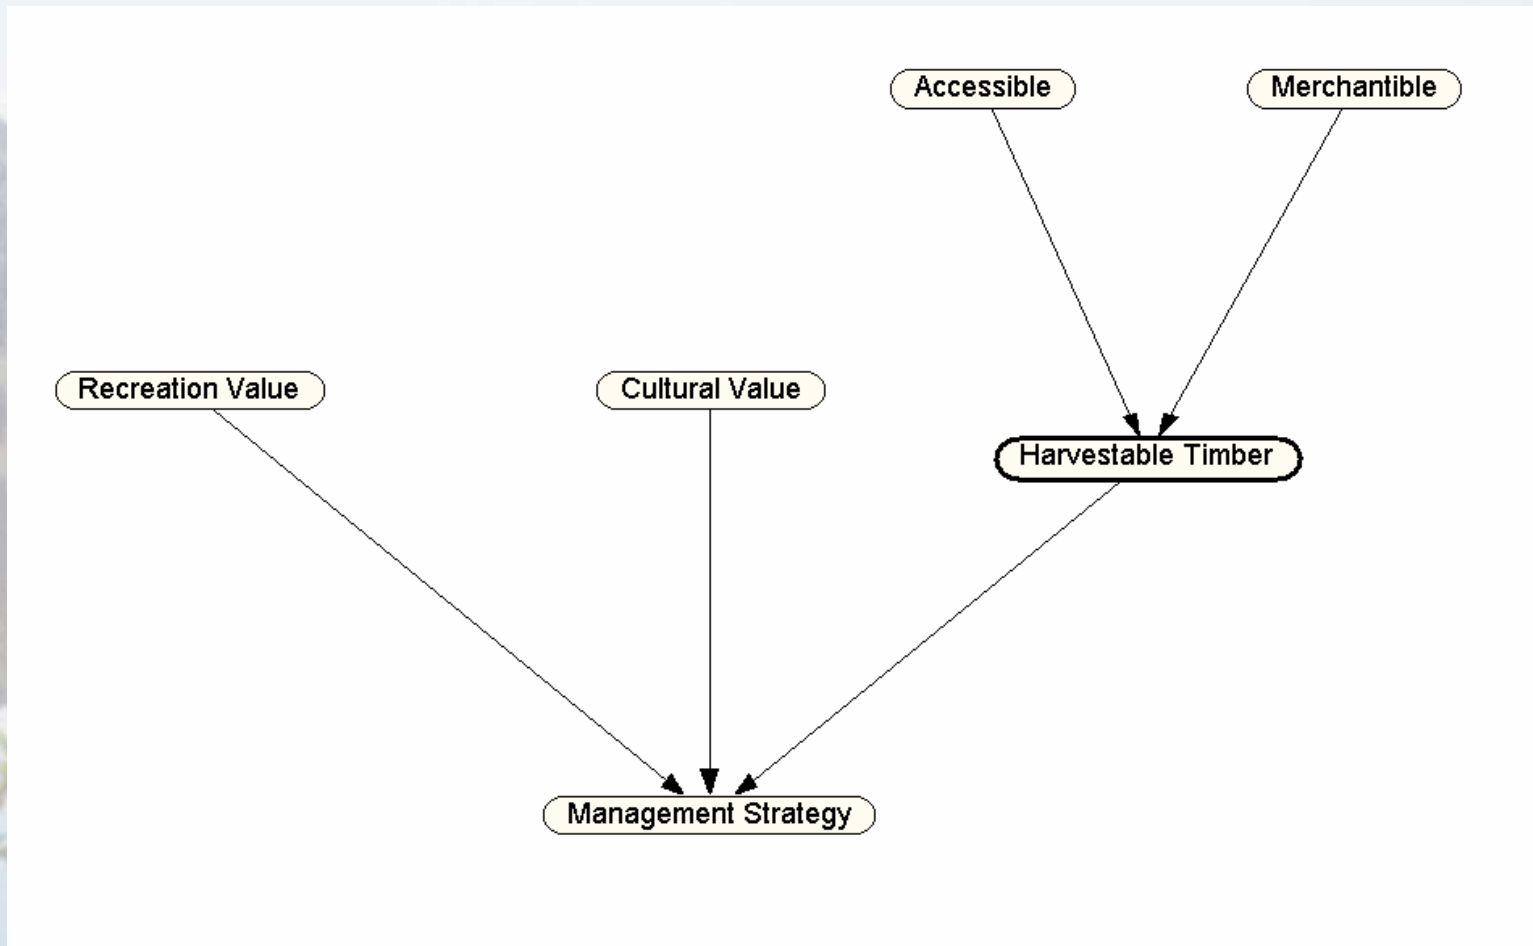 Accessible
Merchantible
Recreation Value
Cultural Value
Harvestable Timber
Management Strategy